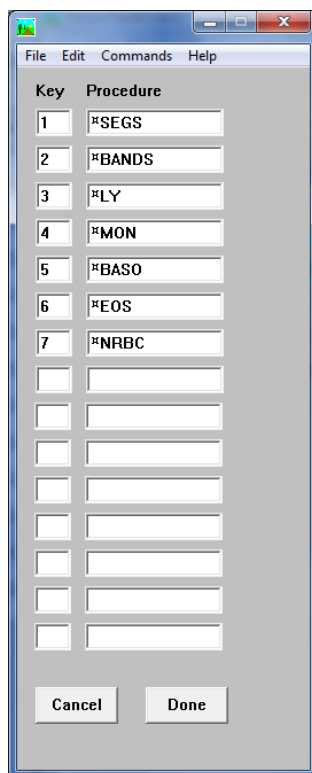 File Edit Commands Help
Key Procedure
1 ¤SEGS
2 ¤BANDS
3 ¤LY
4 ¤MON
5 ¤BASO
6 ¤EOS
7 ¤NRBC
Cancel Done